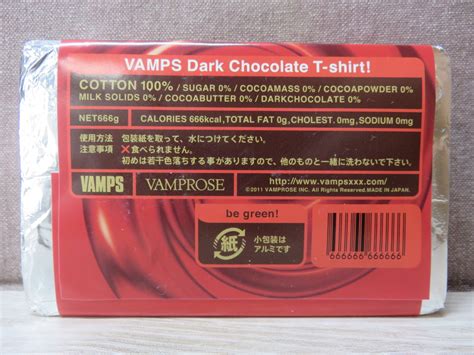 VAMPS Dark Chocolate T-shirt!
COTTON 100% / SUGAR 0% / COCOAMASS 0% / COCOAPOWDER 0% /
MILK SOLIDS 0% / COCOABUTTER 0% / DARKCHOCOLATE 0%
NET666g CALORIES 666kcal,TOTAL FAT 0g,CHOLEST. 0mg,SODIUM 0mg
使用方法 包装紙を取って、水につけてください。
注意事項 ×食べられません。
初めは若干色落ちする事がありますので、他のものと一緒に洗わないで下さい。
VAMPS VAMPROSE http://www.vampsxxx.com/
©2011 VAMPROSE INC. All Rights Reserved.MADE IN JAPAN.
be green!
紙 小包装は
アルミです
666666 666066